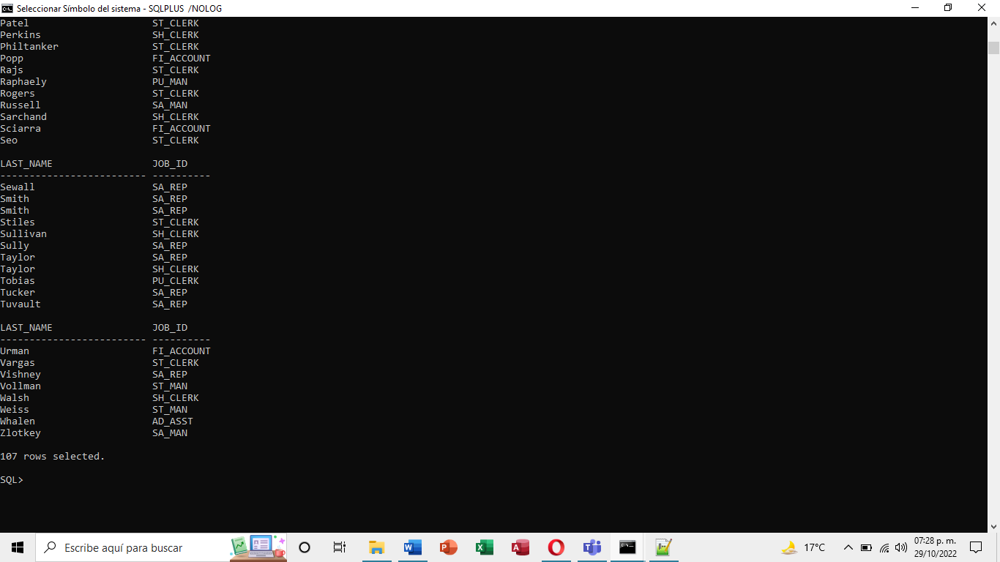 Seleccionar Símbolo del sistema - SQLPLUS /NOLOG
Patel ST_CLERK
Perkins SH_CLERK
Philtanker ST_CLERK
Popp FI_ACCOUNT
Rajs ST_CLERK
Raphaely PU_MAN
Rogers ST_CLERK
Russell SA_MAN
Sarchand SH_CLERK
Sciarra FI_ACCOUNT
Seo ST_CLERK
LAST_NAME JOB_ID
------------------------- ----------
Sewall SA_REP
Smith SA_REP
Smith SA_REP
Stiles ST_CLERK
Sullivan SH_CLERK
Sully SA_REP
Taylor SA_REP
Taylor SH_CLERK
Tobias PU_CLERK
Tucker SA_REP
Tuvault SA_REP
LAST_NAME JOB_ID
------------------------- ----------
Urman FI_ACCOUNT
Vargas ST_CLERK
Vishney SA_REP
Vollman ST_MAN
Walsh SH_CLERK
Weiss ST_MAN
Whalen AD_ASST
Zlotkey SA_MAN
107 rows selected.
SQL>
Escribe aquí para buscar
17°C
07:28 p. m.
29/10/2022